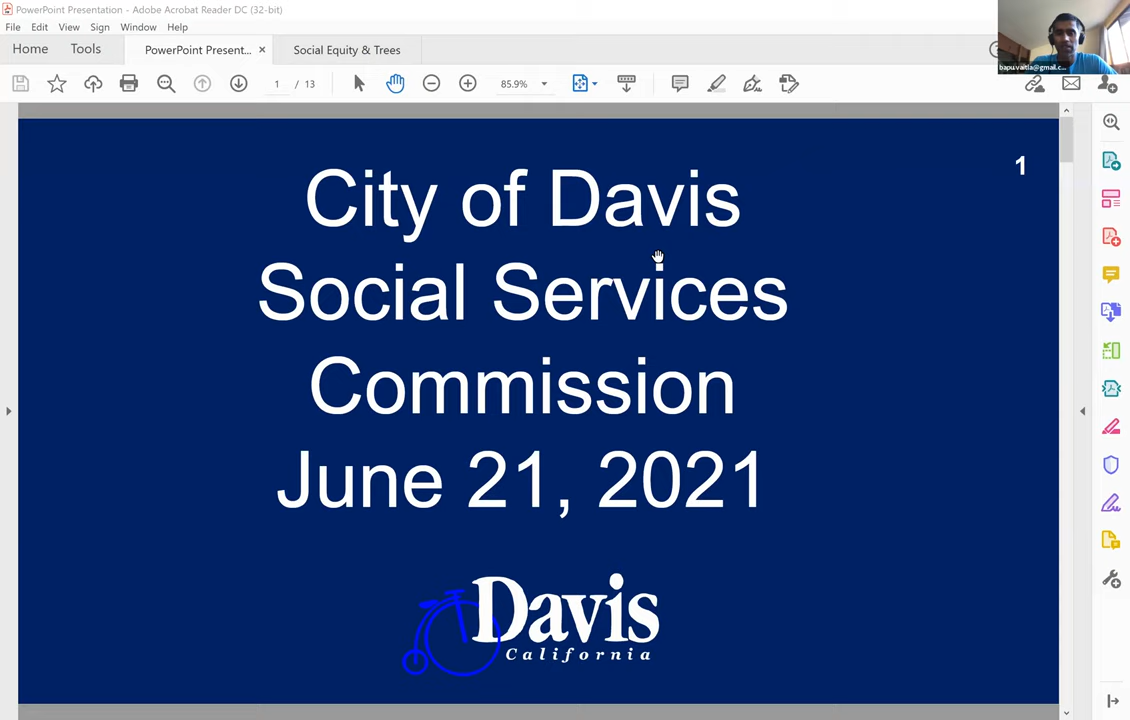 PowerPoint Presentation - Adobe Acrobat Reader DC (32-bit)
File Edit View Sign Window Help
Home Tools PowerPoint Present... × Social Equity & Trees
1 / 13 85.9%
1
City of Davis
Social Services
Commission
June 21, 2021
Davis
California